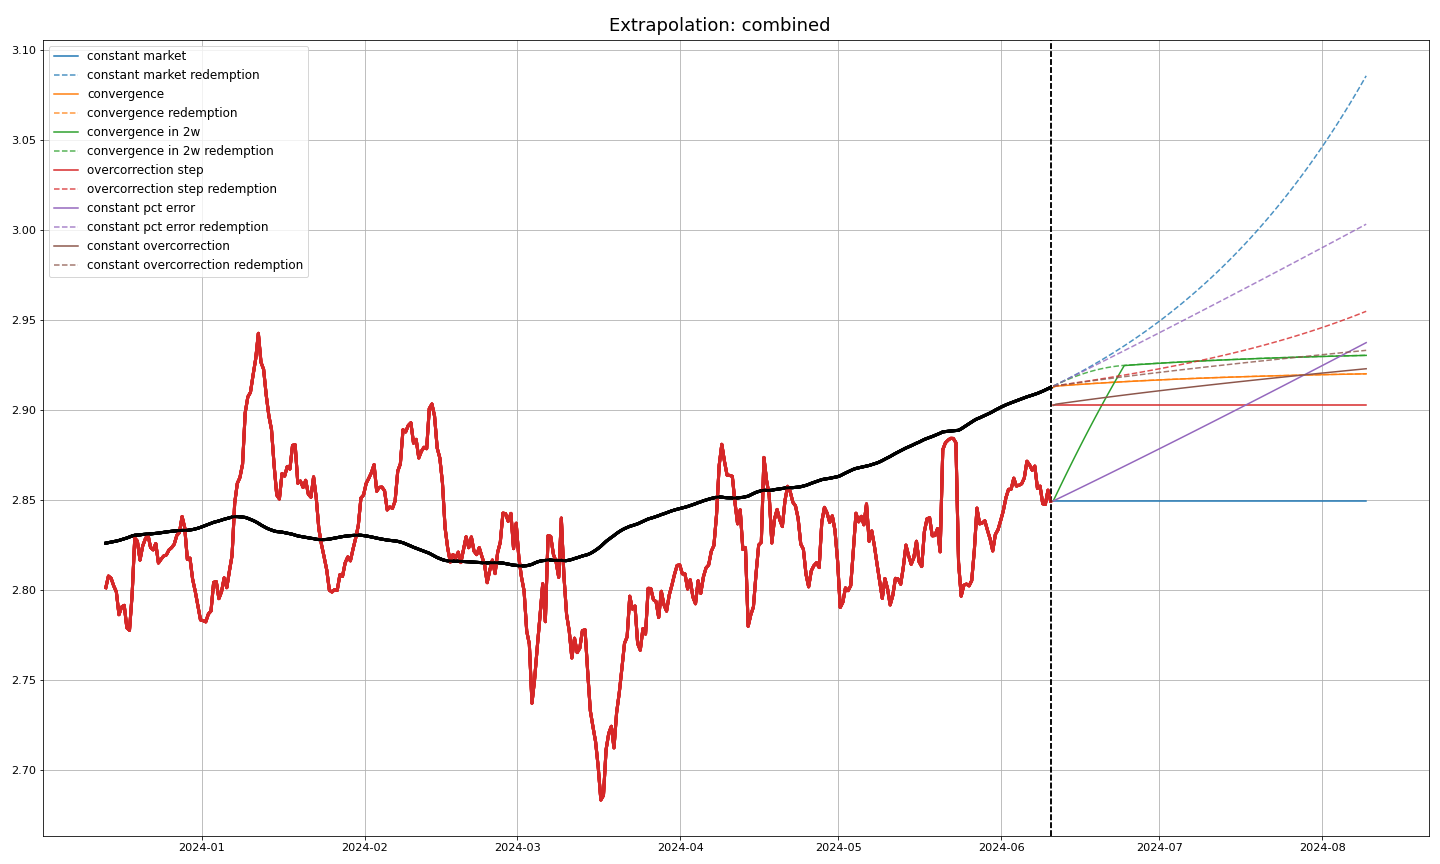 Extrapolation: combined
constant market
constant market redemption
convergence
convergence redemption
convergence in 2w
convergence in 2w redemption
overcorrection step
overcorrection step redemption
constant pct error
constant pct error redemption
constant overcorrection
constant overcorrection redemption
3.10
3.05
3.00
2.95
2.90
2.85
2.80
2.75
2.70
2024-01 2024-02 2024-03 2024-04 2024-05 2024-06 2024-07 2024-08